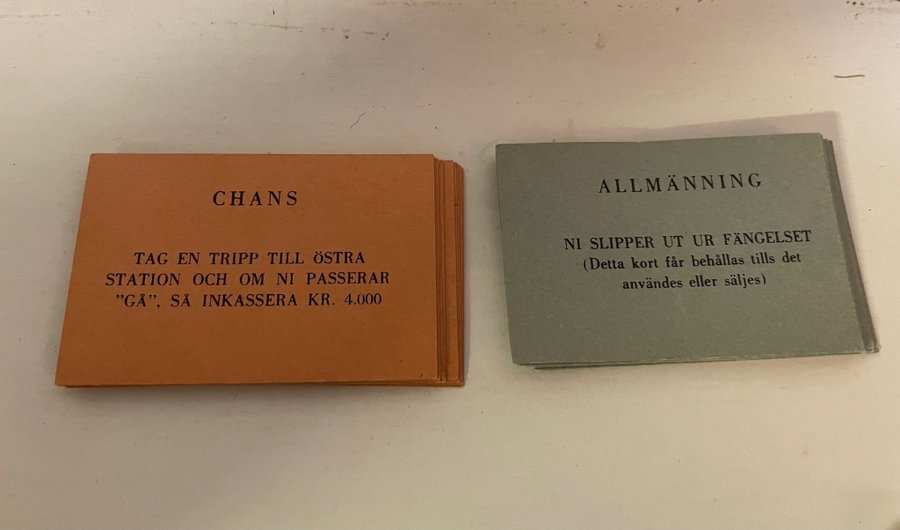 CHANS
TAG EN TRIPP TILL ÖSTRA
STATION OCH OM NI PASSERAR
”GÅ”, SÅ INKASSERA KR. 4.000
ALLMÄNNING
NI SLIPPER UT UR FÄNGELSET
(Detta kort får behållas tills det
användes eller säljes)